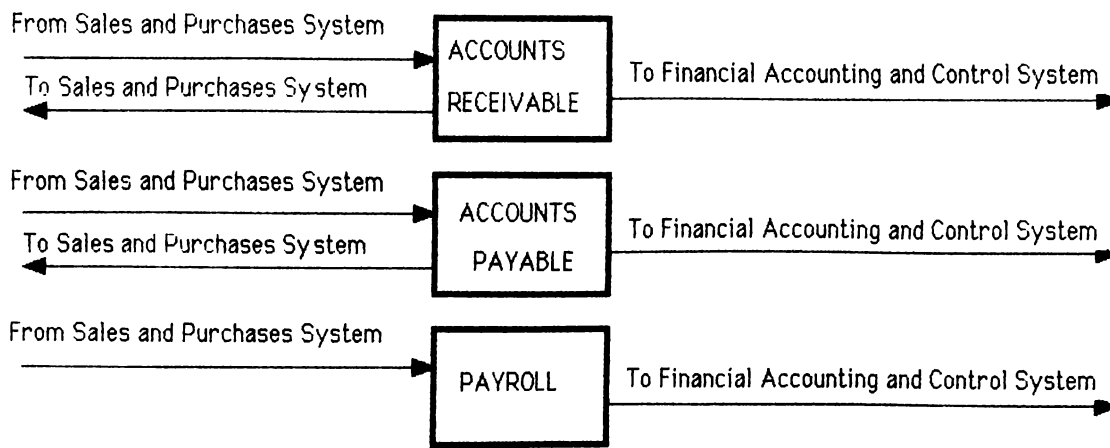 From Sales and Purchases System
To Sales and Purchases System
ACCOUNTS
RECEIVABLE
To Financial Accounting and Control System
From Sales and Purchases System
To Sales and Purchases System
ACCOUNTS
PAYABLE
To Financial Accounting and Control System
From Sales and Purchases System
PAYROLL
To Financial Accounting and Control System